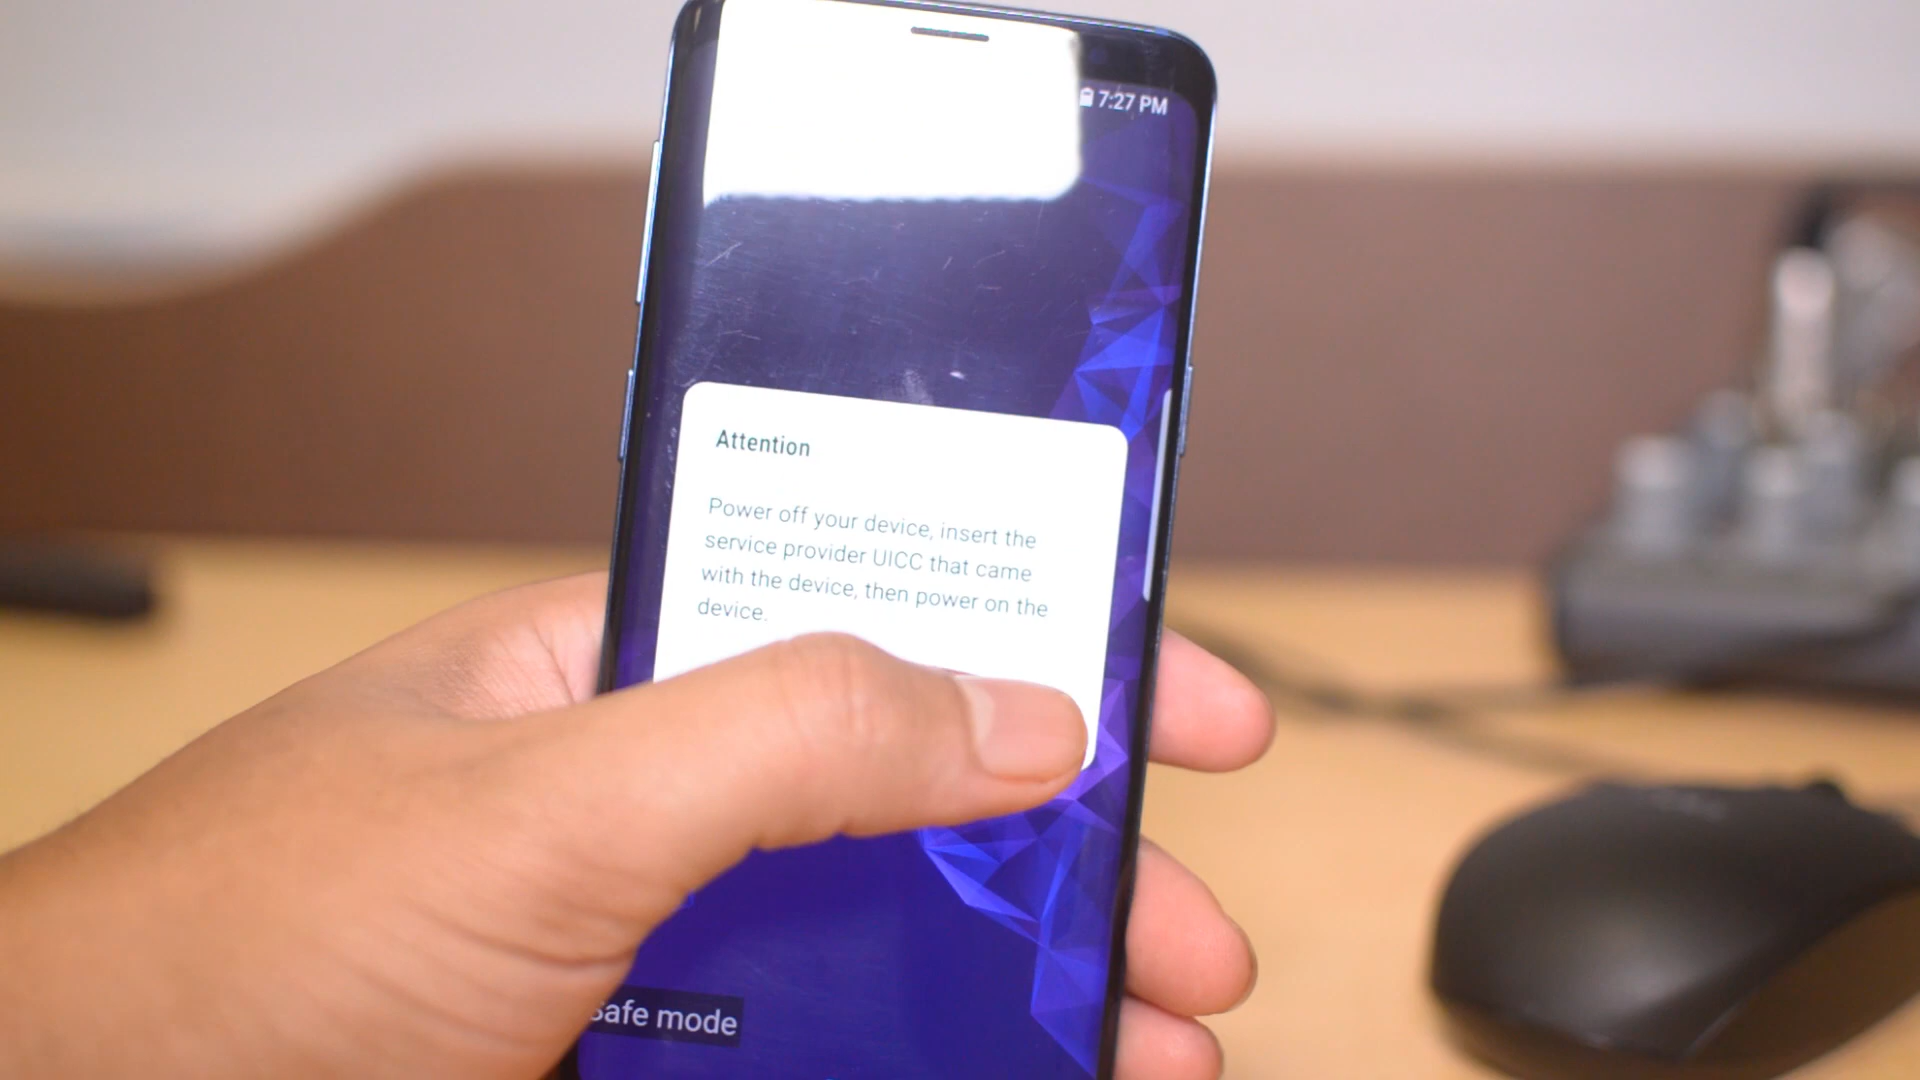 7:27 PM
Attention
Power off your device, insert the
service provider UICC that came
with the device, then power on the
device.
Safe mode